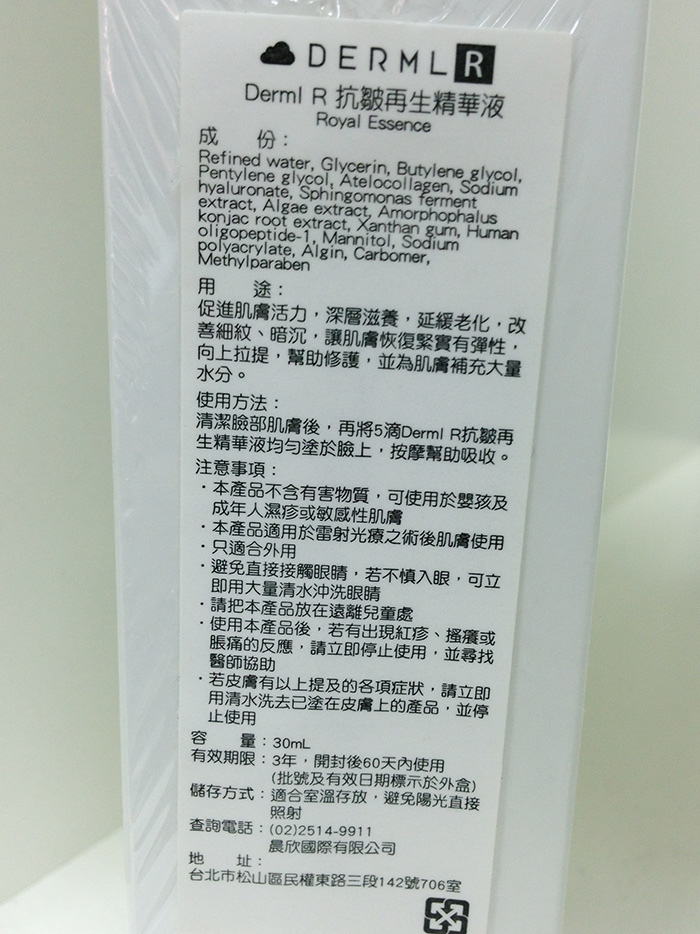 DERML R
Derml R 抗皺再生精華液
Royal Essence
成　份：
Refined water, Glycerin, Butylene glycol,
Pentylene glycol, Atelocollagen, Sodium
hyaluronate, Sphingomonas ferment
extract, Algae extract, Amorphophalus
konjac root extract, Xanthan gum, Human
oligopeptide-1, Mannitol, Sodium
polyacrylate, Algin, Carbomer,
Methylparaben
用　途：
促進肌膚活力，深層滋養，延緩老化，改
善細紋、暗沉，讓肌膚恢復緊實有彈性，
向上拉提，幫助修護，並為肌膚補充大量
水分。
使用方法：
清潔臉部肌膚後，再將5滴Derml R抗皺再
生精華液均勻塗於臉上，按摩幫助吸收。
注意事項：
·本產品不含有害物質，可使用於嬰孩及
成年人濕疹或敏感性肌膚
·本產品適用於雷射光療之術後肌膚使用
·只適合外用
·避免直接接觸眼睛，若不慎入眼，可立
即用大量清水沖洗眼睛
·請把本產品放在遠離兒童處
·使用本產品後，若有出現紅疹、搔癢或
脹痛的反應，請立即停止使用，並尋找
醫師協助
·若皮膚有以上提及的各項症狀，請立即
用清水洗去已塗在皮膚上的產品，並停
止使用
容　量：30mL
有效期限：3年，開封後60天內使用
(批號及有效日期標示於外盒)
儲存方式：適合室溫存放，避免陽光直接
照射
查詢電話：(02)2514-9911
晨欣國際有限公司
地　址：
台北市松山區民權東路三段142號706室